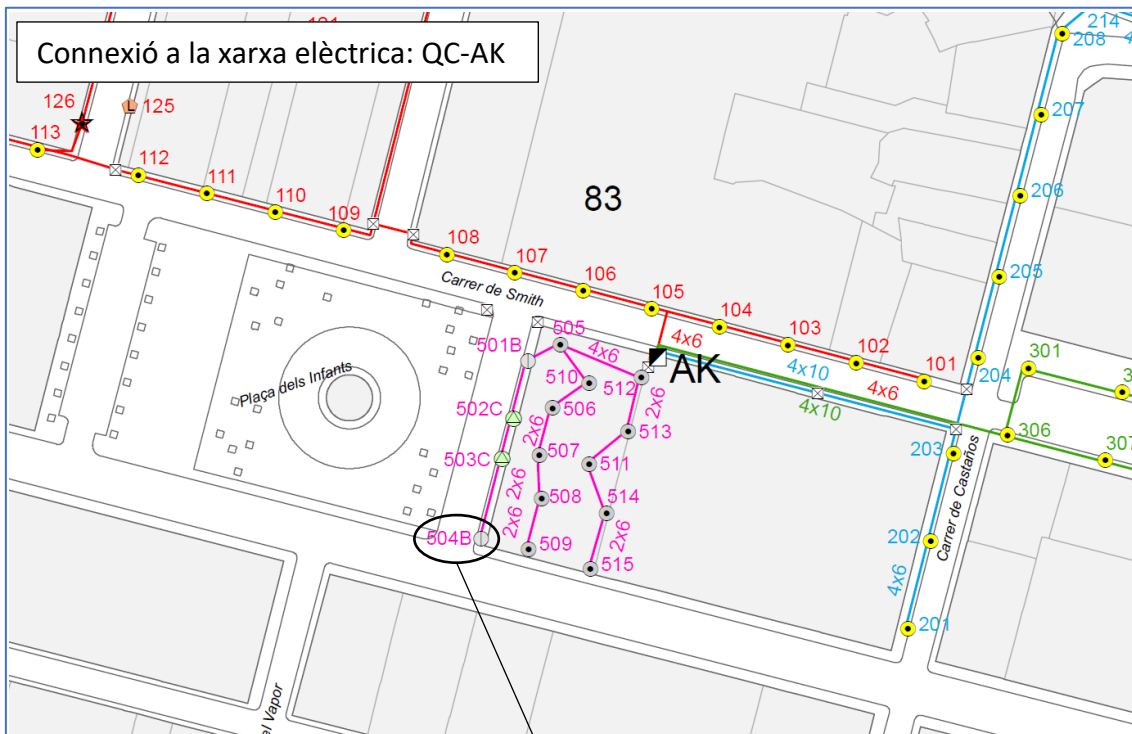 Connexió a la xarxa elèctrica: QC-AK
214
208
126
L
125
113
207
112
111
83
206
110
109
108
107
Carrer de Smith
106
205
105
104
505
4x6
103
501B
4x6
102
AK
101
204
301
510
512
4x10
4x6
Plaça dels Infants
506
2x6
4x10
502C
513
306
2x6
507
203
307
503C
511
2x6
508
514
Carrer de Castaños
504B
2x6
2x6
202
509
515
4x6
201
el Vapor